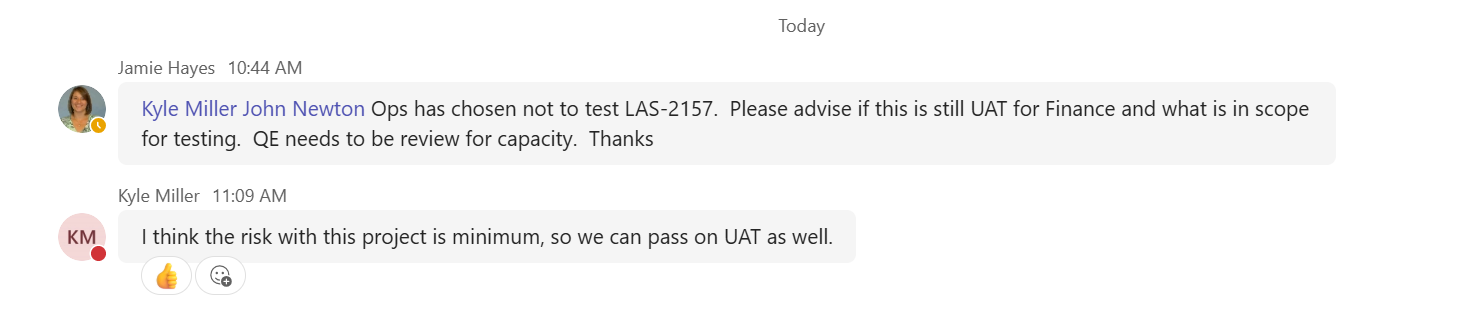 Today
Jamie Hayes 10:44 AM
Kyle Miller John Newton Ops has chosen not to test LAS-2157.  Please advise if this is still UAT for Finance and what is in scope
for testing.  QE needs to be review for capacity.  Thanks
Kyle Miller 11:09 AM
KM
I think the risk with this project is minimum, so we can pass on UAT as well.